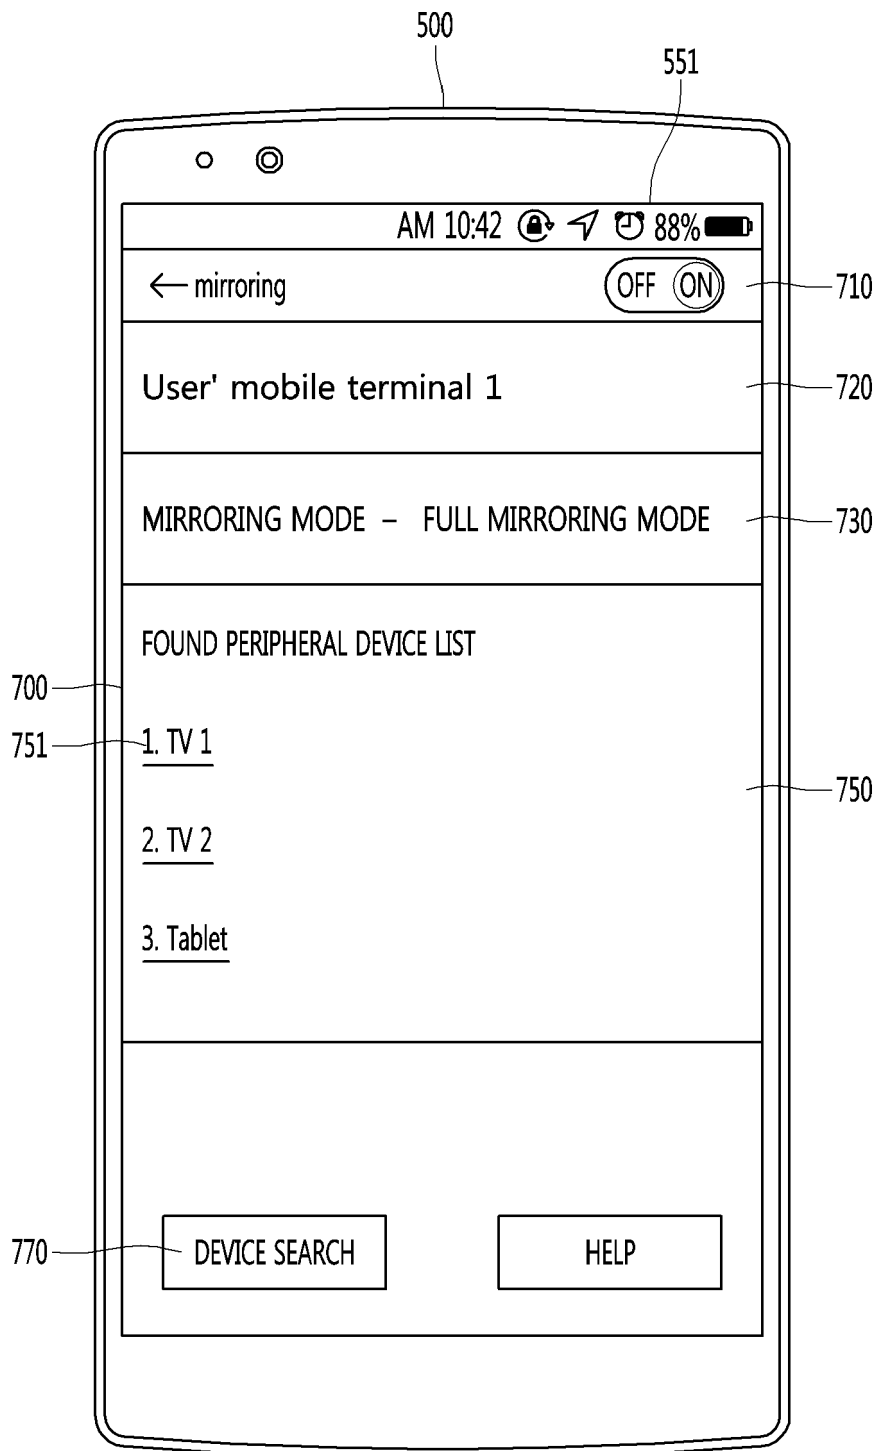 500
551
AM 10:42 88%
← mirroring OFF ON 710
User' mobile terminal 1 720
MIRRORING MODE – FULL MIRRORING MODE 730
FOUND PERIPHERAL DEVICE LIST
700
751 1. TV 1
750
2. TV 2
3. Tablet
770 DEVICE SEARCH HELP